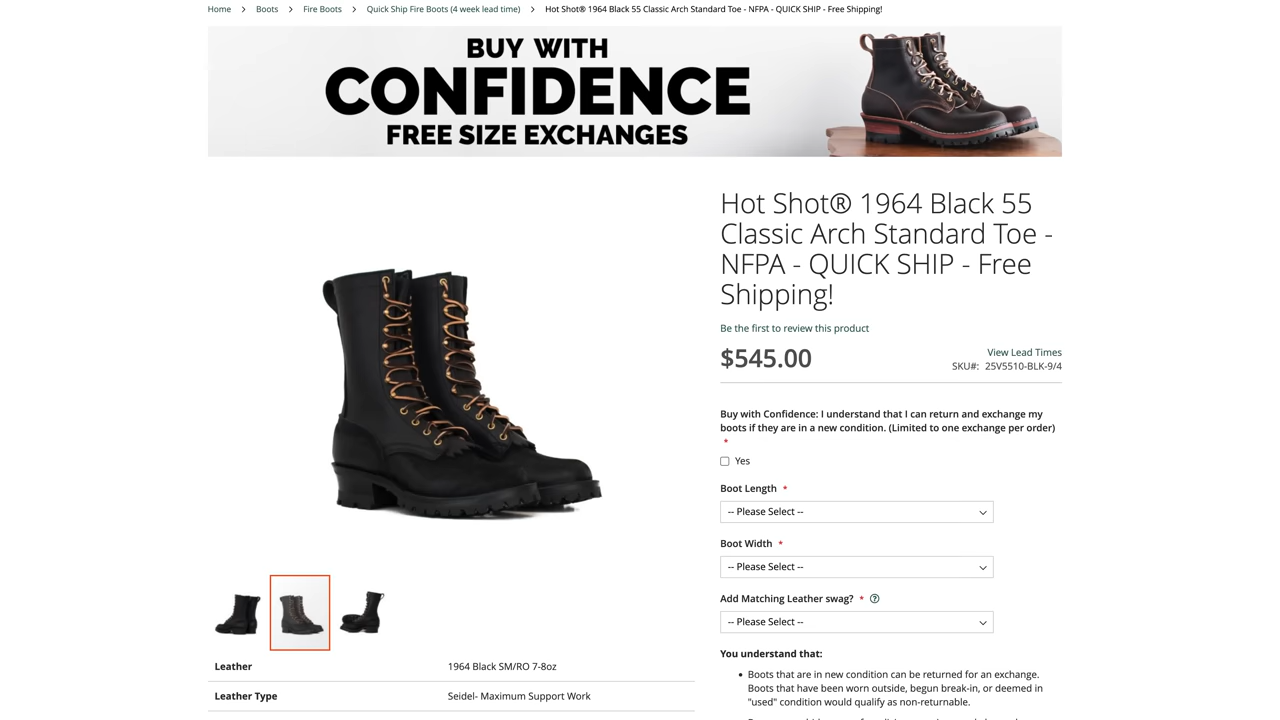 Home > Boots > Fire Boots > Quick Ship Fire Boots (4 week lead time) > Hot Shot® 1964 Black 55 Classic Arch Standard Toe - NFPA - QUICK SHIP - Free Shipping!
BUY WITH
CONFIDENCE
FREE SIZE EXCHANGES
Hot Shot® 1964 Black 55
Classic Arch Standard Toe -
NFPA - QUICK SHIP - Free
Shipping!
Be the first to review this product
$545.00
View Lead Times
SKU#: 25V5510-BLK-9/4
Buy with Confidence: I understand that I can return and exchange my
boots if they are in a new condition. (Limited to one exchange per order)
*
Yes
Boot Length *
-- Please Select --
Boot Width *
-- Please Select --
Add Matching Leather swag? * ?
-- Please Select --
You understand that:
• Boots that are in new condition can be returned for an exchange.
Boots that have been worn outside, begun break-in, or deemed in
"used" condition would qualify as non-returnable.
Leather 1964 Black SM/RO 7-8oz
Leather Type Seidel- Maximum Support Work